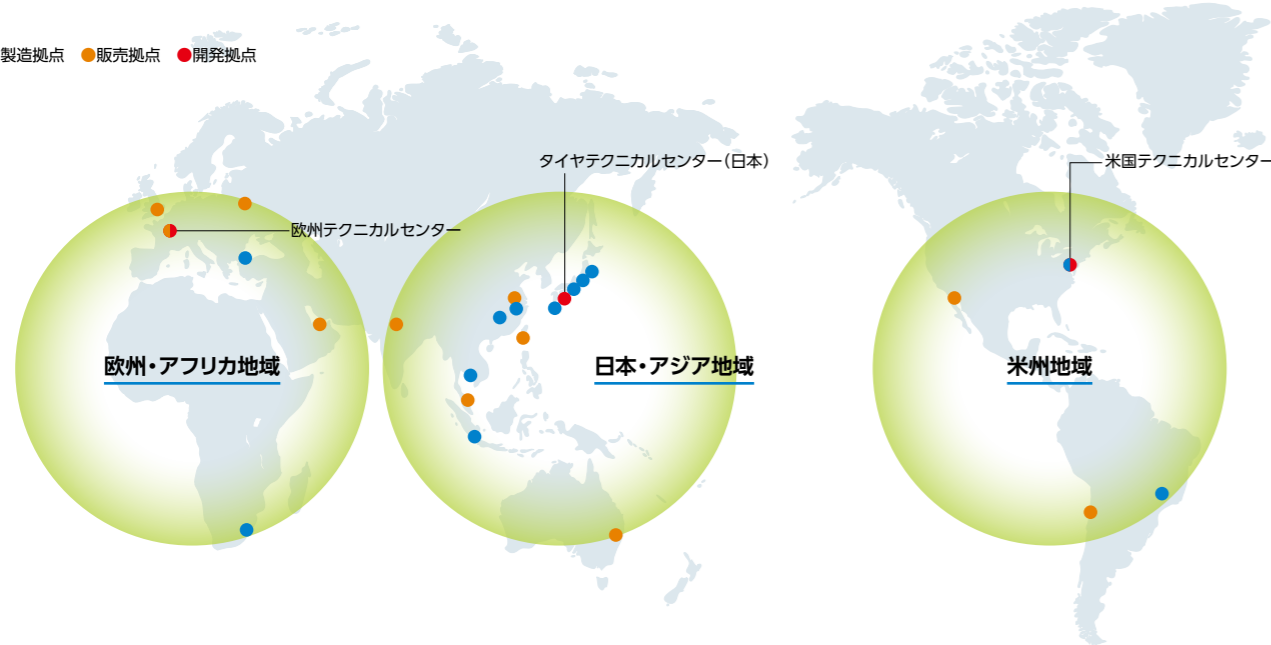 製造拠点 ●販売拠点 ●開発拠点
タイヤテクニカルセンター（日本）
米国テクニカルセンター
欧州テクニカルセンター
欧州・アフリカ地域
日本・アジア地域
米州地域